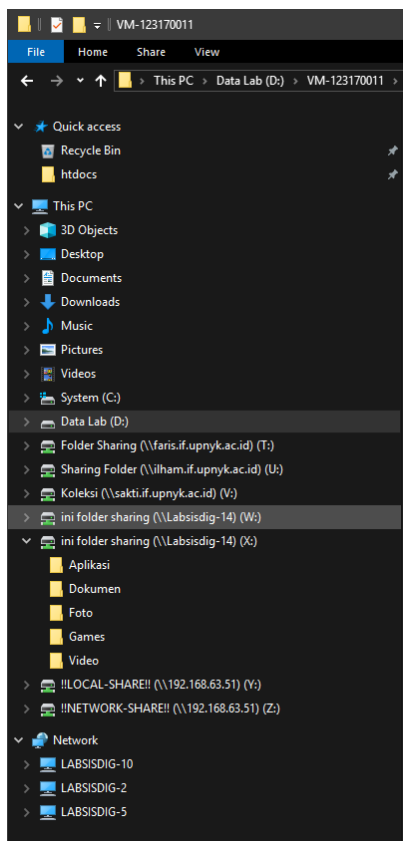 VM-123170011
File Home Share View
This PC > Data Lab (D:) > VM-123170011 >
Quick access
Recycle Bin
htdocs
This PC
3D Objects
Desktop
Documents
Downloads
Music
Pictures
Videos
System (C:)
Data Lab (D:)
Folder Sharing (\\faris.if.upnyk.ac.id) (T:)
Sharing Folder (\\ilham.if.upnyk.ac.id) (U:)
Koleksi (\\sakti.if.upnyk.ac.id) (V:)
ini folder sharing (\\Labsisdig-14) (W:)
ini folder sharing (\\Labsisdig-14) (X:)
Aplikasi
Dokumen
Foto
Games
Video
!!LOCAL-SHARE!! (\\192.168.63.51) (Y:)
!!NETWORK-SHARE!! (\\192.168.63.51) (Z:)
Network
LABSISDIG-10
LABSISDIG-2
LABSISDIG-5